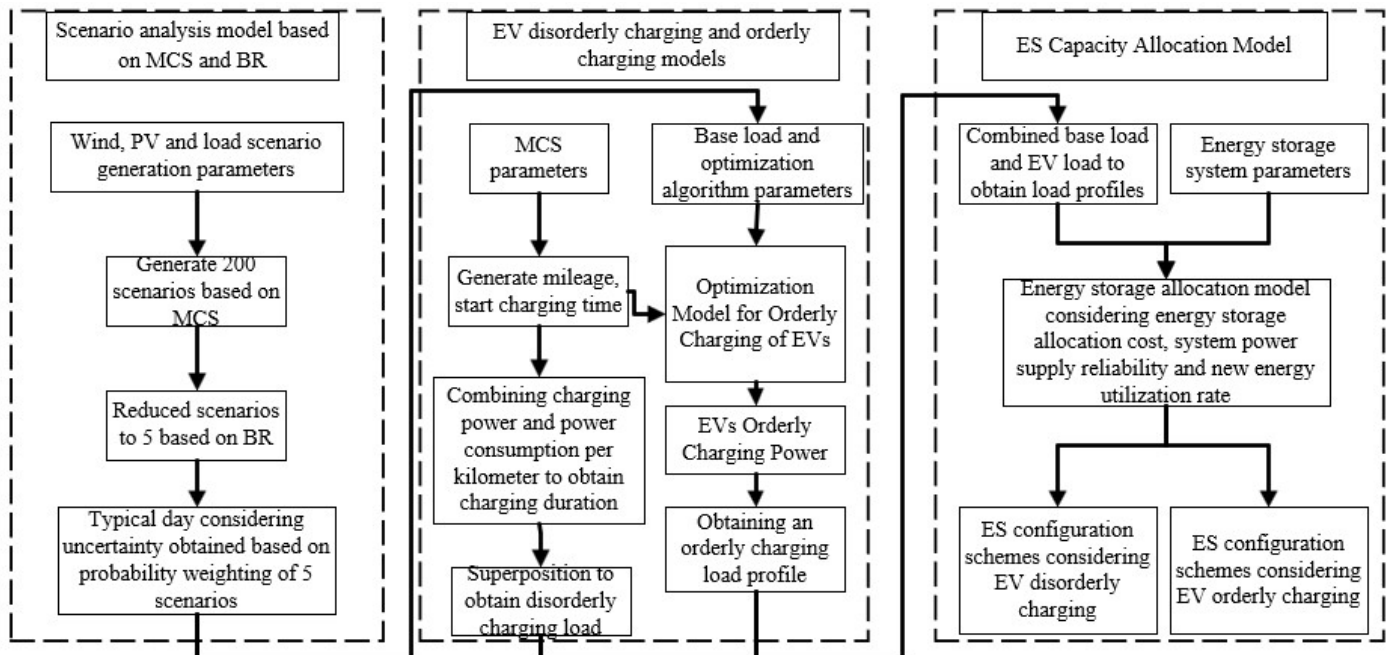 Scenario analysis model based
on MCS and BR
Wind, PV and load scenario
generation parameters
Generate 200
scenarios based on
MCS
Reduced scenarios
to 5 based on BR
Typical day considering
uncertainty obtained based on
probability weighting of 5
scenarios
EV disorderly charging and orderly
charging models
MCS
parameters
Generate mileage,
start charging time
Combining charging
power and power
consumption per
kilometer to obtain
charging duration
Superposition to
obtain disorderly
charging load
Base load and
optimization
algorithm parameters
Optimization
Model for Orderly
Charging of EVs
EVs Orderly
Charging Power
Obtaining an
orderly charging
load profile
ES Capacity Allocation Model
Combined base load
and EV load to
obtain load profiles
Energy storage
system parameters
Energy storage allocation model
considering energy storage
allocation cost, system power
supply reliability and new energy
utilization rate
ES configuration
schemes considering
EV disorderly
charging
ES configuration
schemes considering
EV orderly charging